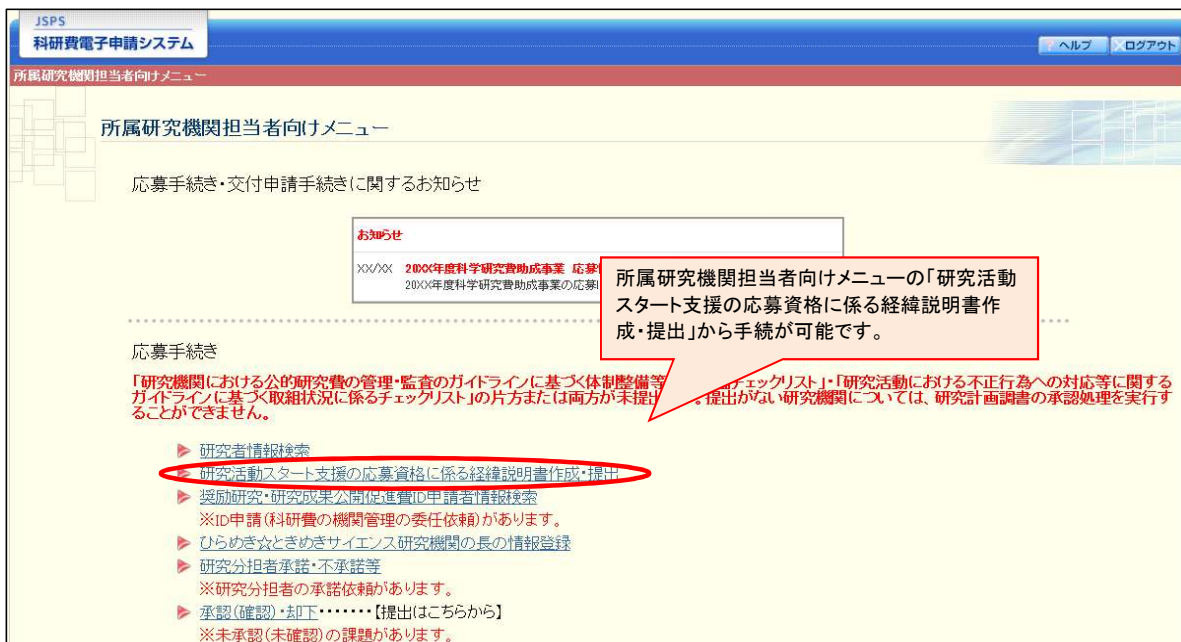 JSPS
科研費電子申請システム
ヘルプ
ログアウト
所属研究機関担当者向けメニュー
所属研究機関担当者向けメニュー
応募手続き・交付申請手続きに関するお知らせ
お知らせ
XX/XX 20XX年度科学研究費助成事業 応募
20XX年度科学研究費助成事業の応募
所属研究機関担当者向けメニューの「研究活動
スタート支援の応募資格に係る経緯説明書作
成・提出」から手続が可能です。
応募手続き
「研究機関における公的研究費の管理・監査のガイドラインに基づく体制整備等 チェックリスト」・「研究活動における不正行為への対応等に関する
ガイドラインに基づく取組状況に係るチェックリスト」の片方または両方が未提出 。提出がない研究機関については、研究計画調書の承認処理を実行す
ることができません。
研究者情報検索
研究活動スタート支援の応募資格に係る経緯説明書作成・提出
奨励研究・研究成果公開促進費ID申請者情報検索
※ID申請(科研費の機関管理の委任依頼)があります。
ひらめき☆ときめきサイエンス研究機関の長の情報登録
研究分担者承諾・不承諾等
※研究分担者の承諾依頼があります。
承認(確認)・却下・・・・・・・【提出はこちらから】
※未承認(未確認)の課題があります。